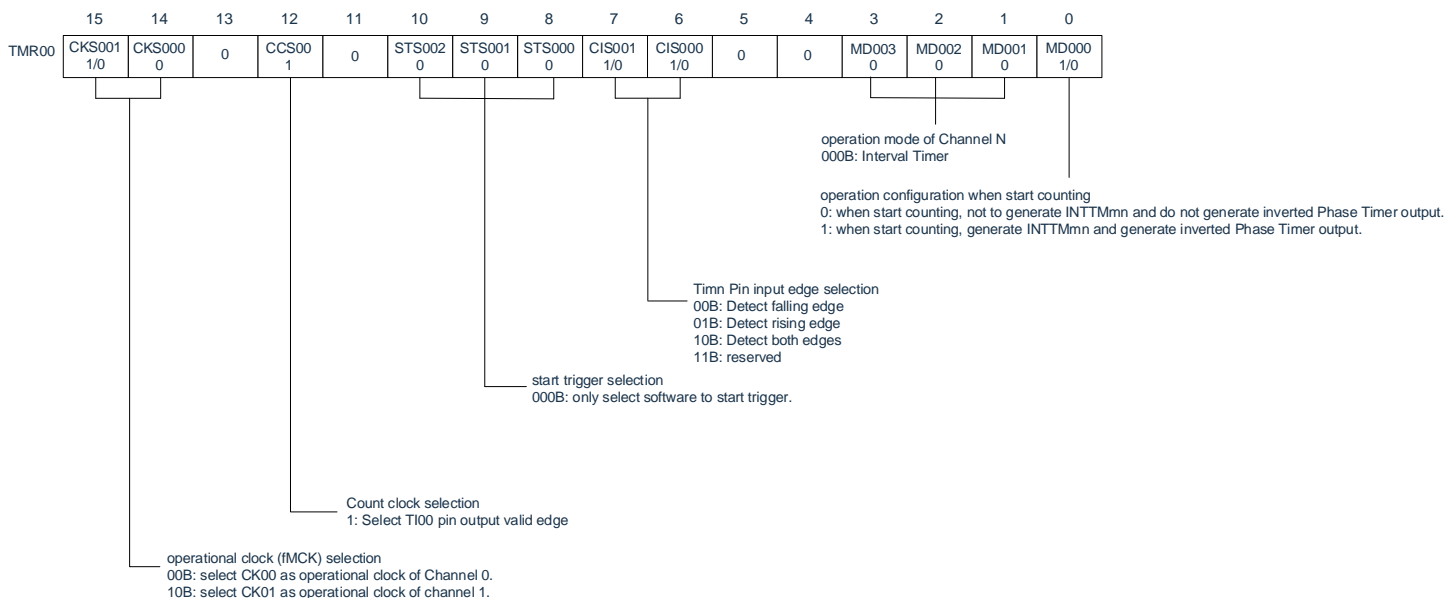 15 14 13 12 11 10 9 8 7 6 5 4 3 2 1 0
TMR00 CKS001 CKS000 0 CCS00 0 STS002 STS001 STS000 CIS001 CIS000 0 0 MD003 MD002 MD001 MD000
1/0 0 1 0 0 0 1/0 1/0 0 0 0 1/0
operation mode of Channel N
000B: Interval Timer
operation configuration when start counting
0: when start counting, not to generate INTTMmn and do not generate inverted Phase Timer output.
1: when start counting, generate INTTMmn and generate inverted Phase Timer output.
Timn Pin input edge selection
00B: Detect falling edge
01B: Detect rising edge
10B: Detect both edges
11B: reserved
start trigger selection
000B: only select software to start trigger.
Count clock selection
1: Select TI00 pin output valid edge
operational clock (fMCK) selection
00B: select CK00 as operational clock of Channel 0.
10B: select CK01 as operational clock of channel 1.